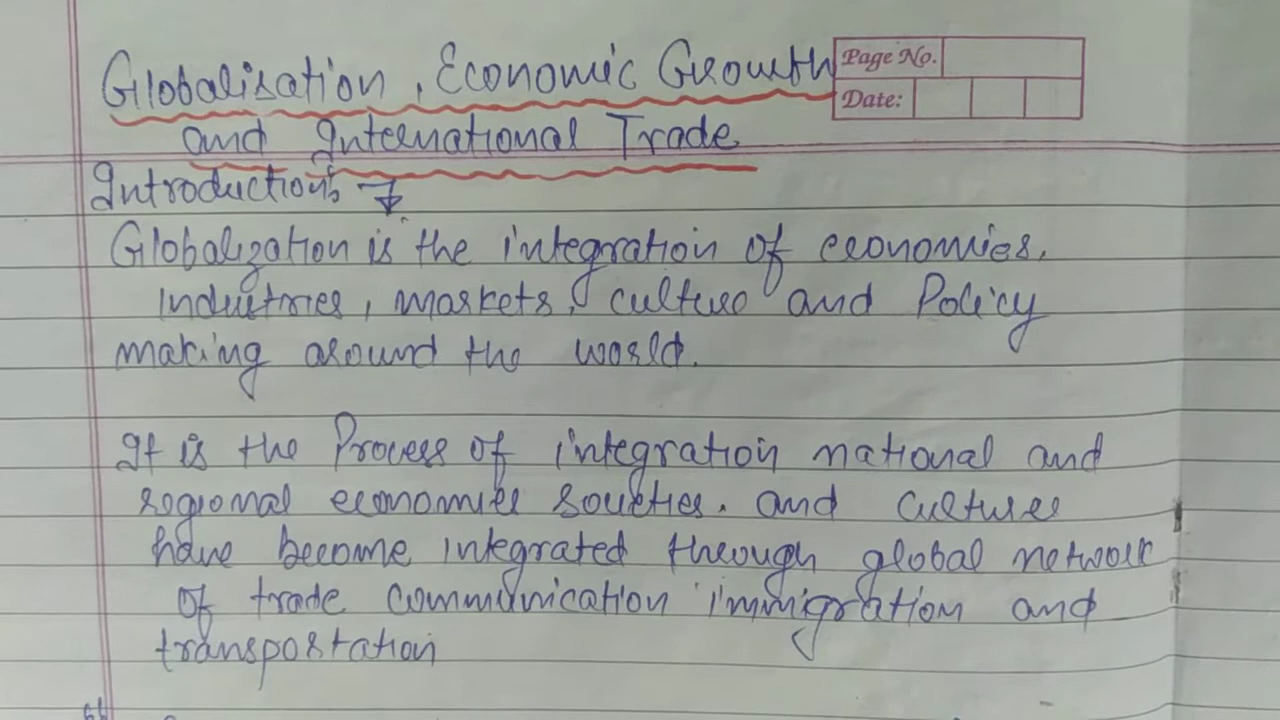 Globalisation, Economic Growth
Page No.
Date:
and International Trade
Introduction's
Globalization is the integration of economies,
industries, markets, culture and Policy
making around the world.
It is the Process of integration national and
regional economies societies. and cultures
have become integrated through global network
of trade communication immigration and
transportation